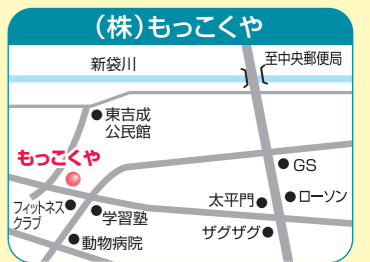 (株)もっこくや
新袋川
至中央郵便局
東吉成
公民館
もっこくや
GS
フィットネス
クラブ
学習塾
太平門
ローソン
ザグザグ
動物病院